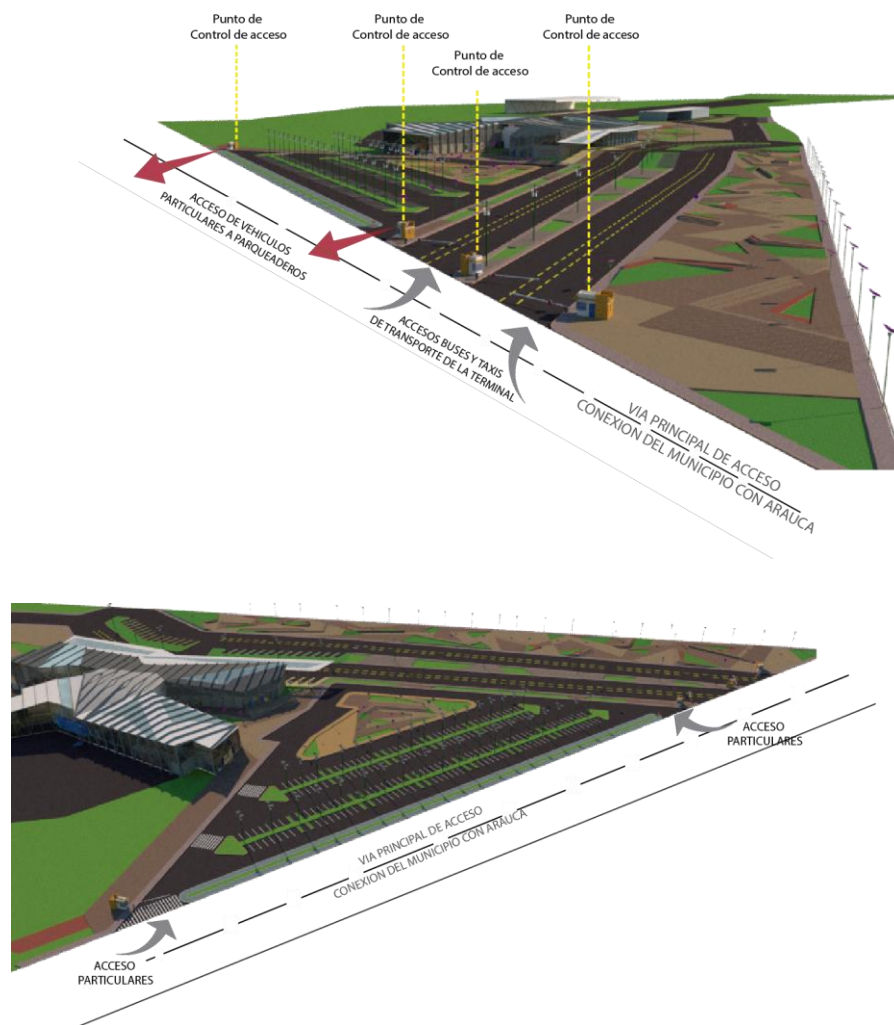 Punto de
Control de acceso
Punto de
Control de acceso
Punto de
Control de acceso
Punto de
Control de acceso
ACCESO DE VEHICULOS
PARTICULARES A PARQUEADEROS
ACCESOS BUSES Y TAXIS
DE TRANSPORTE DE LA TERMINAL
VIA PRINCIPAL DE ACCESO
CONEXION DEL MUNICIPIO CON ARAUCA
ACCESO
PARTICULARES
VIA PRINCIPAL DE ACCESO
CONEXION DEL MUNICIPIO CON ARAUCA
ACCESO
PARTICULARES